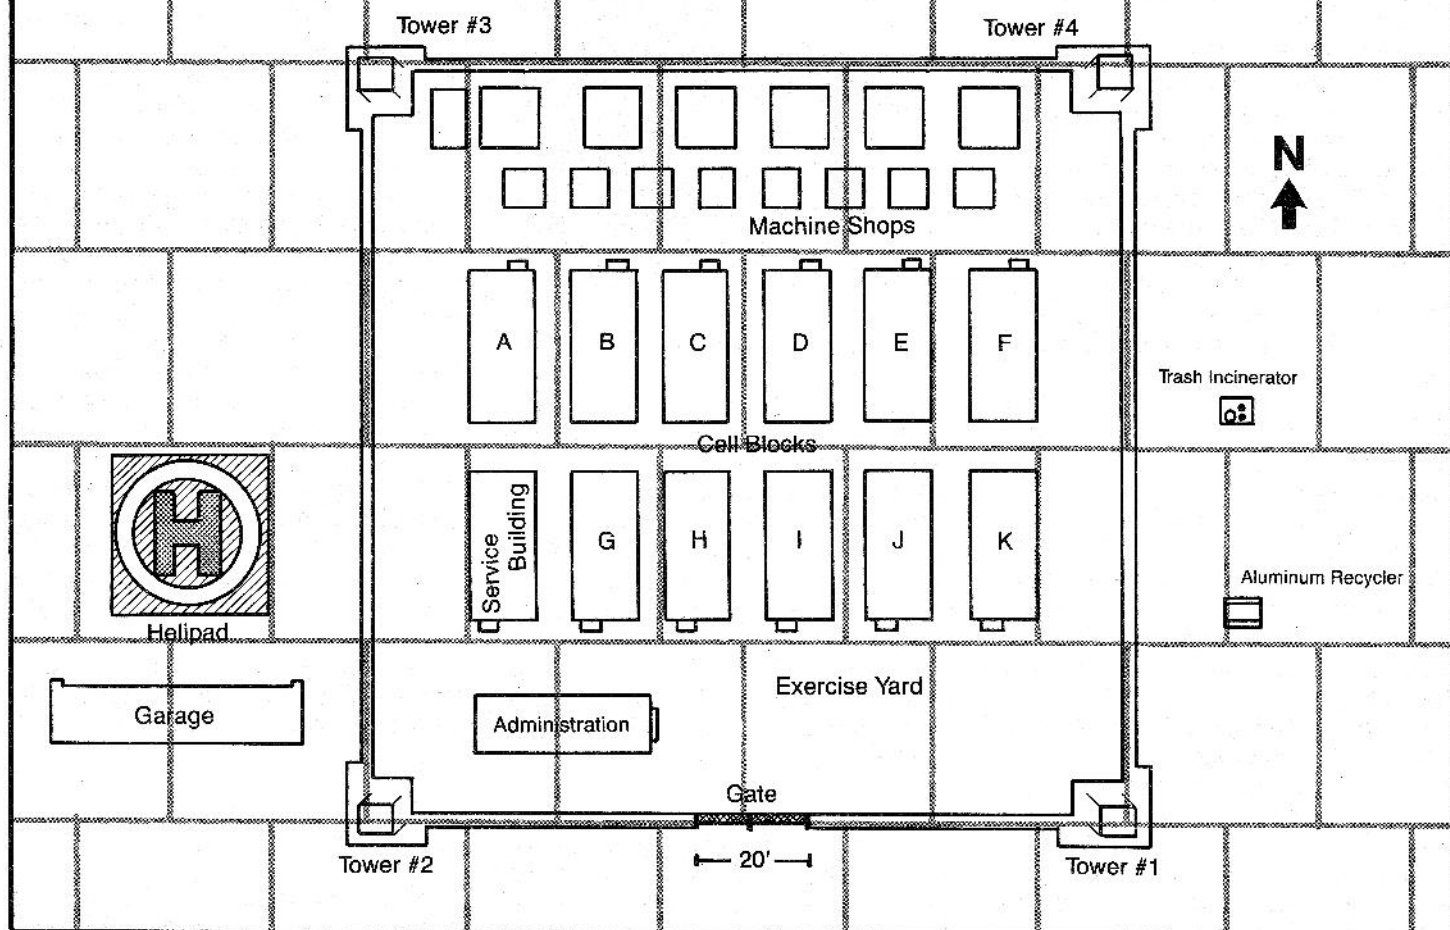 Tower #3
Tower #4
N
Machine Shops
A
B
C
D
E
F
Trash Incinerator
Cell Blocks
H
Service
Building
G
H
I
J
K
Aluminum Recycler
Helipad
Exercise Yard
Garage
Administration
Gate
20'
Tower #2
Tower #1